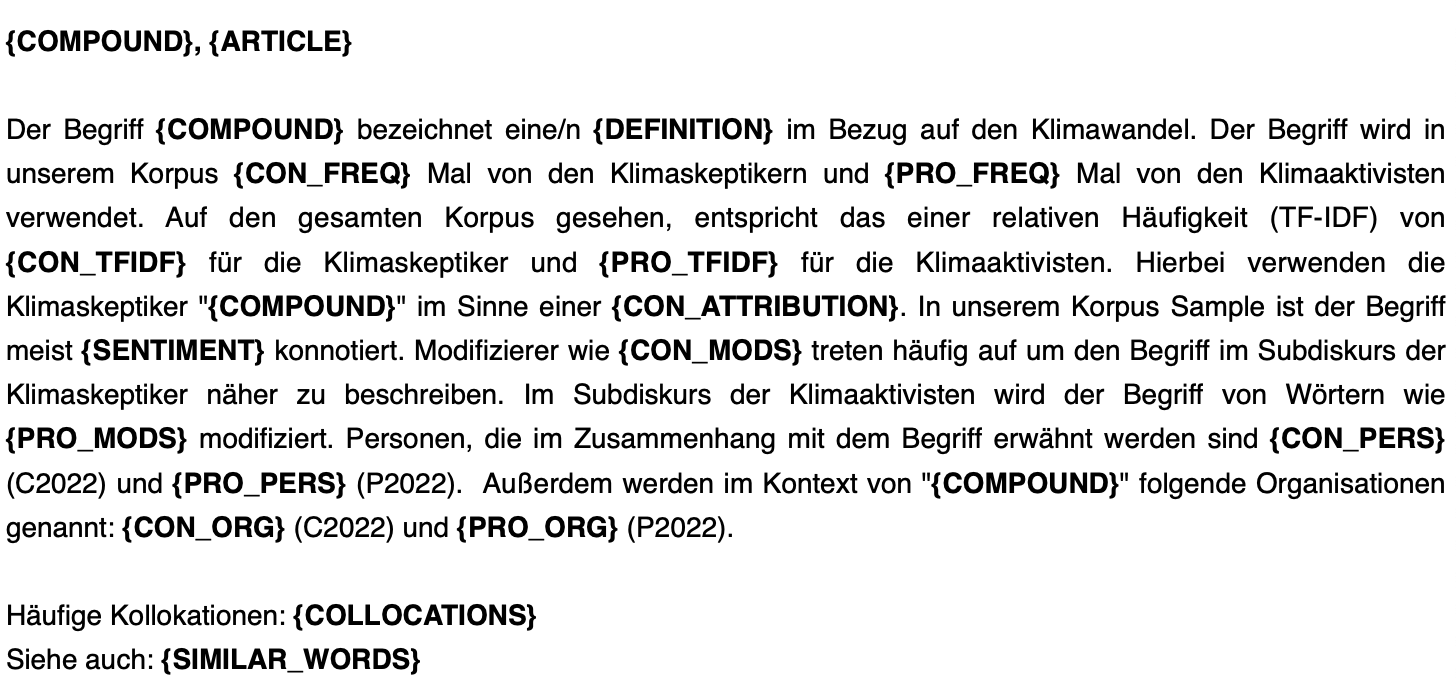 {COMPOUND}, {ARTICLE}
Der Begriff {COMPOUND} bezeichnet eine/n {DEFINITION} im Bezug auf den Klimawandel. Der Begriff wird in
unserem Korpus {CON_FREQ} Mal von den Klimaskeptikern und {PRO_FREQ} Mal von den Klimaaktivisten
verwendet. Auf den gesamten Korpus gesehen, entspricht das einer relativen Häufigkeit (TF-IDF) von
{CON_TFIDF} für die Klimaskeptiker und {PRO_TFIDF} für die Klimaaktivisten. Hierbei verwenden die
Klimaskeptiker "{COMPOUND}" im Sinne einer {CON_ATTRIBUTION}. In unserem Korpus Sample ist der Begriff
meist {SENTIMENT} konnotiert. Modifizierer wie {CON_MODS} treten häufig auf um den Begriff im Subdiskurs der
Klimaskeptiker näher zu beschreiben. Im Subdiskurs der Klimaaktivisten wird der Begriff von Wörtern wie
{PRO_MODS} modifiziert. Personen, die im Zusammenhang mit dem Begriff erwähnt werden sind {CON_PERS}
(C2022) und {PRO_PERS} (P2022). Außerdem werden im Kontext von "{COMPOUND}" folgende Organisationen
genannt: {CON_ORG} (C2022) und {PRO_ORG} (P2022).
Häufige Kollokationen: {COLLOCATIONS}
Siehe auch: {SIMILAR_WORDS}